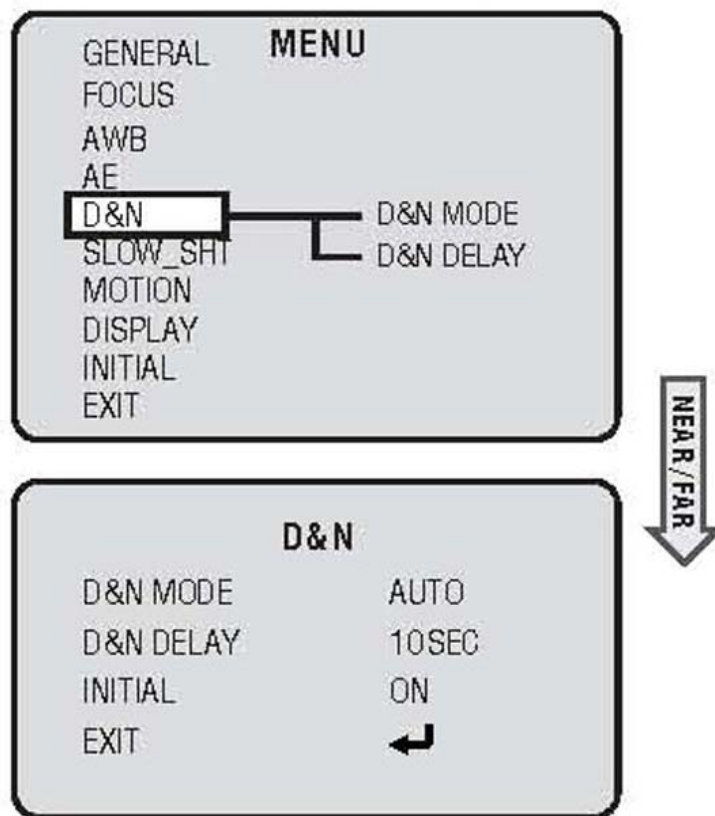 MENU
GENERAL
FOCUS
AWB
AE
D&N
D&N MODE
SLOW_SHT
D&N DELAY
MOTION
DISPLAY
INITIAL
EXIT
NEAR/FAR
D&N
D&N MODE AUTO
D&N DELAY 10SEC
INITIAL ON
EXIT ↵